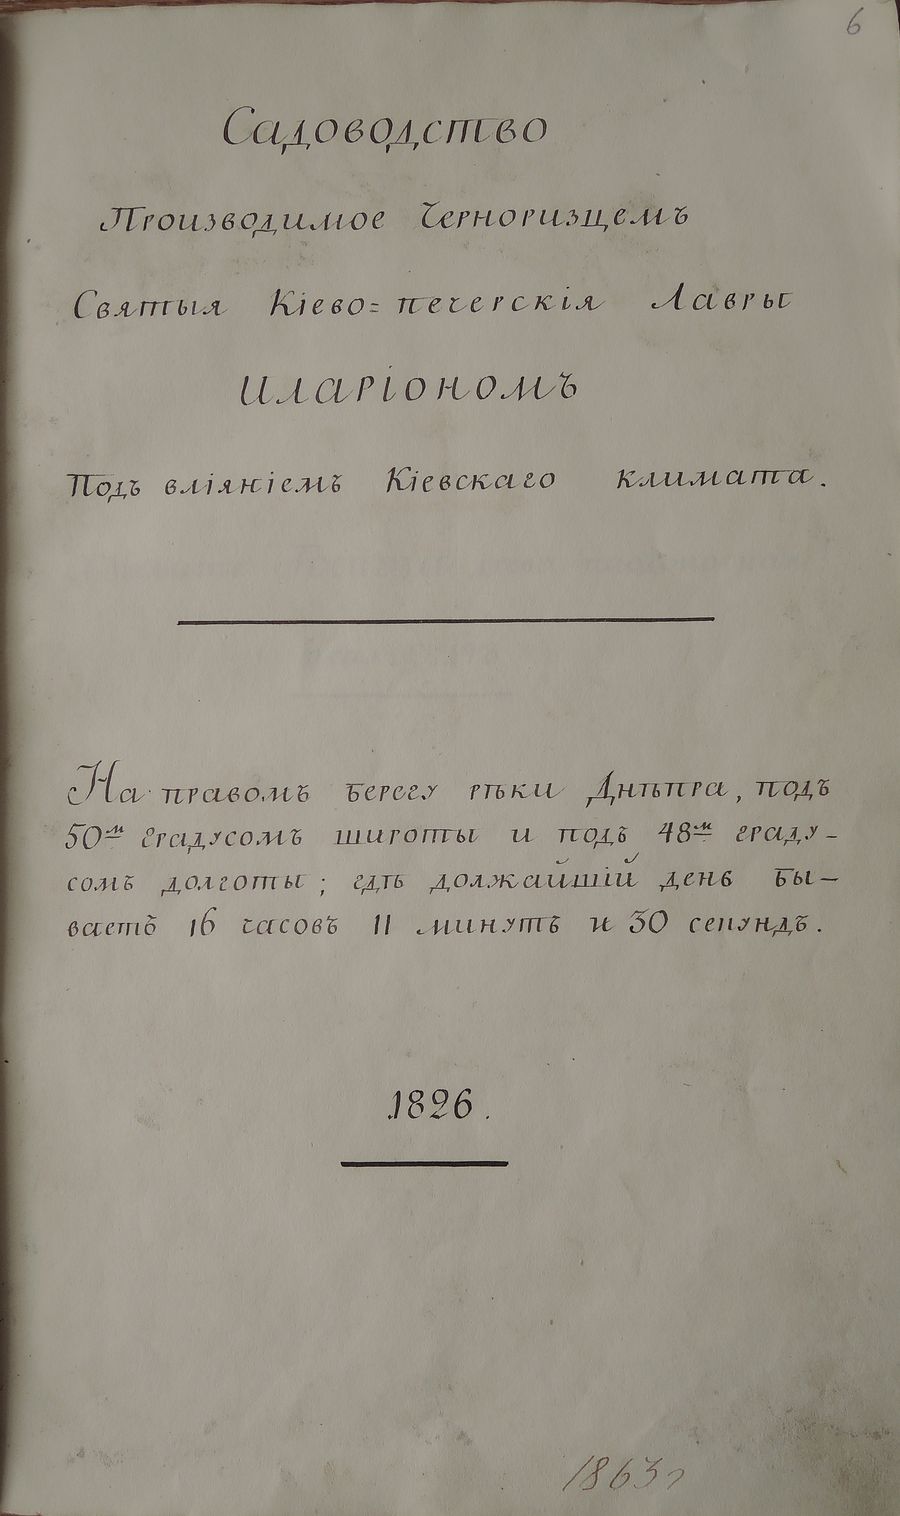 6
Садоводство
Производимое Черноризцемъ
Святыя Кіево=печерскія Лавры
Иларіономъ
Подъ вліяніемъ Кіевскаго климата.
На правомъ берегу рѣки Днѣпра, подъ
50м градусомъ широты и подъ 48м граду-
сомъ долготы; гдѣ должайшій день бы-
ваетъ 16 часовъ 11 минутъ и 30 секундъ.
1826.
1863г